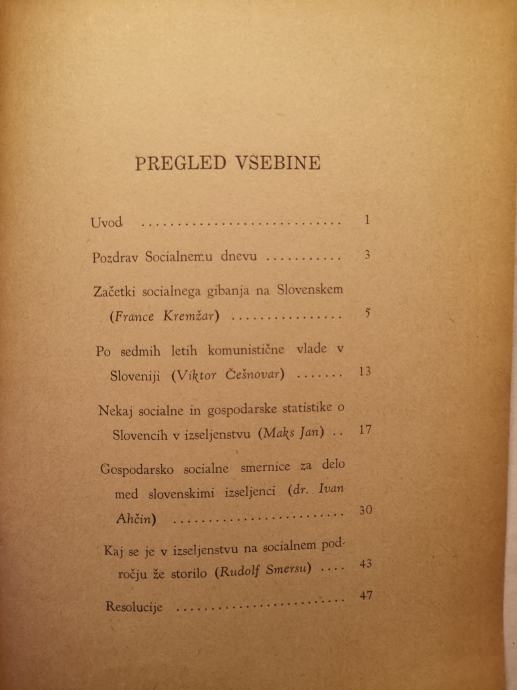 PREGLED VSEBINE
Uvod ............................ 1
Pozdrav Socialnemu dnevu ........... 3
Začetki socialnega gibanja na Slovenskem
(France Kremžar) ................ 5
Po sedmih letih komunistične vlade v
Sloveniji (Viktor Češnovar) ....... 13
Nekaj socialne in gospodarske statistike o
Slovencih v izseljenstvu (Maks Jan) .. 17
Gospodarsko socialne smernice za delo
med slovenskimi izseljenci (dr. Ivan
Ahčin) ........................ 30
Kaj se je v izseljenstvu na socialnem pod-
ročju že storilo (Rudolf Smersu) .... 43
Resolucije ........................ 47